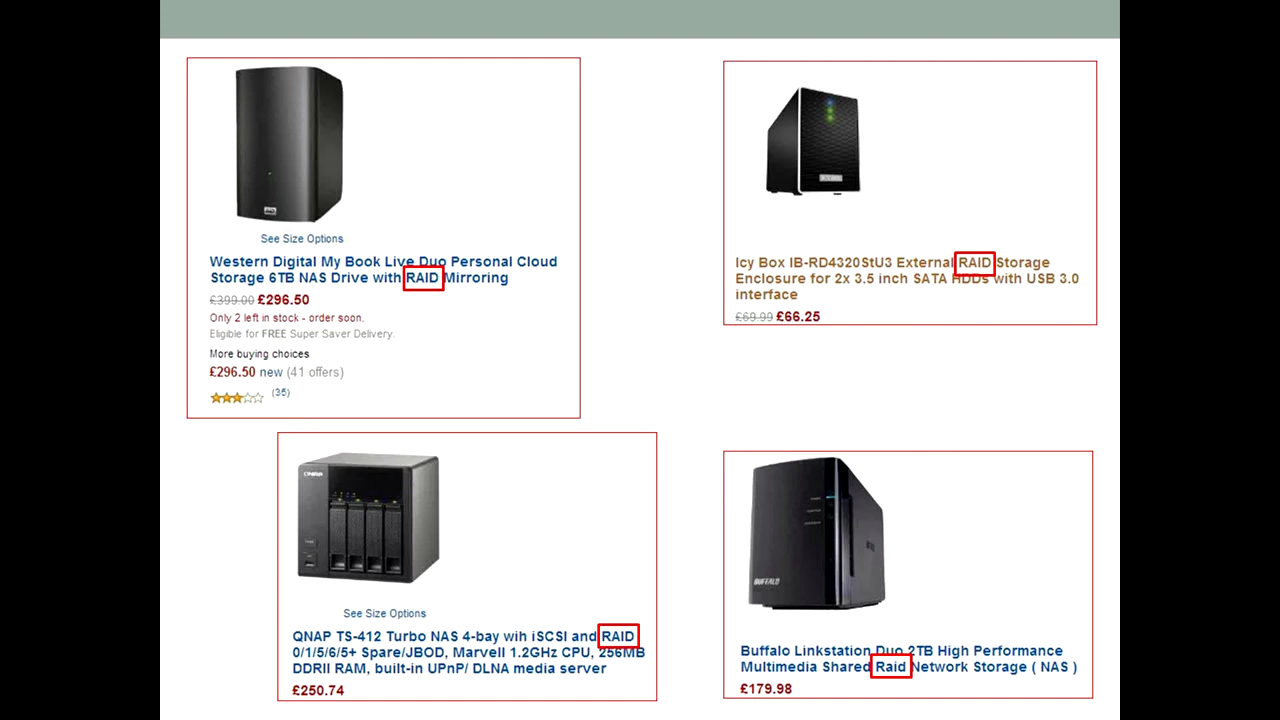 WD
See Size Options
Western Digital My Book Live Duo Personal Cloud
Storage 6TB NAS Drive with RAID Mirroring
£399.00 £296.50
Only 2 left in stock - order soon.
Eligible for FREE Super Saver Delivery.
More buying choices
£296.50 new (41 offers)
(35)
Icy Box IB-RD4320StU3 External RAID Storage
Enclosure for 2x 3.5 inch SATA HDDs with USB 3.0
interface
£69.99 £66.25
QNAP
See Size Options
QNAP TS-412 Turbo NAS 4-bay wih iSCSI and RAID
0/1/5/6/5+ Spare/JBOD, Marvell 1.2GHz CPU, 256MB
DDRII RAM, built-in UPnP/ DLNA media server
£250.74
BUFFALO
Buffalo Linkstation Duo 2TB High Performance
Multimedia Shared Raid Network Storage ( NAS )
£179.98